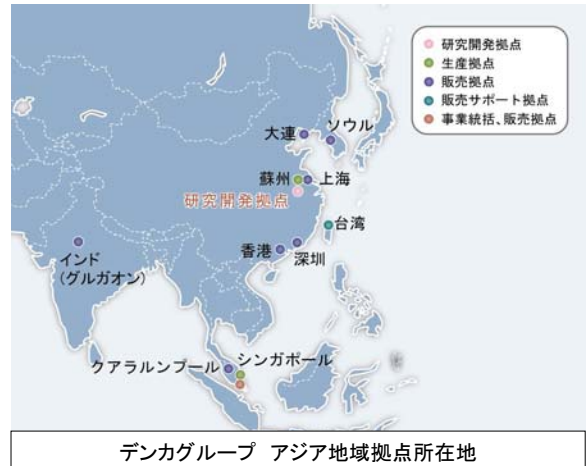 研究開発拠点
生産拠点
販売拠点
販売サポート拠点
事業統括、販売拠点
大連
ソウル
蘇州
上海
研究開発拠点
台湾
香港
深圳
インド
(グルガオン)
クアラルンプール
シンガポール
デンカグループ アジア地域拠点所在地